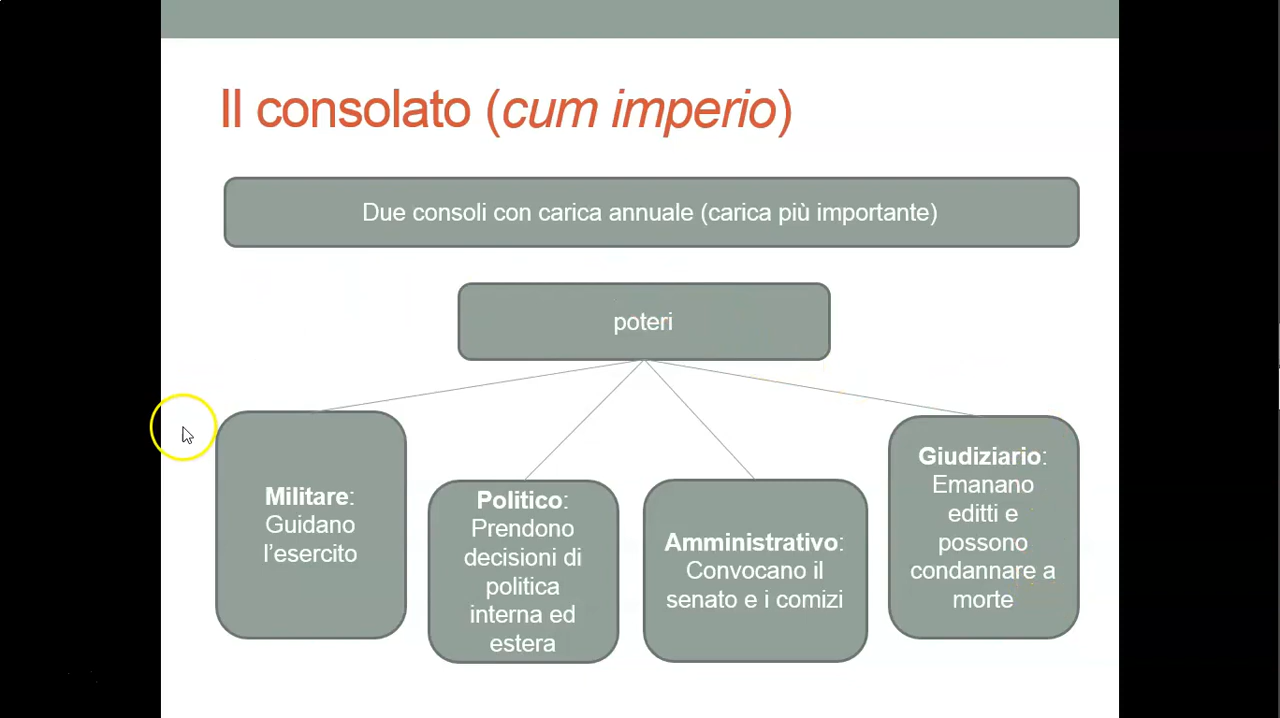 Il consolato (cum imperio)
Due consoli con carica annuale (carica più importante)
poteri
Militare:
Guidano
l’esercito
Politico:
Prendono
decisioni di
politica
interna ed
estera
Amministrativo:
Convocano il
senato e i comizi
Giudiziario:
Emanano
editti e
possono
condannare a
morte